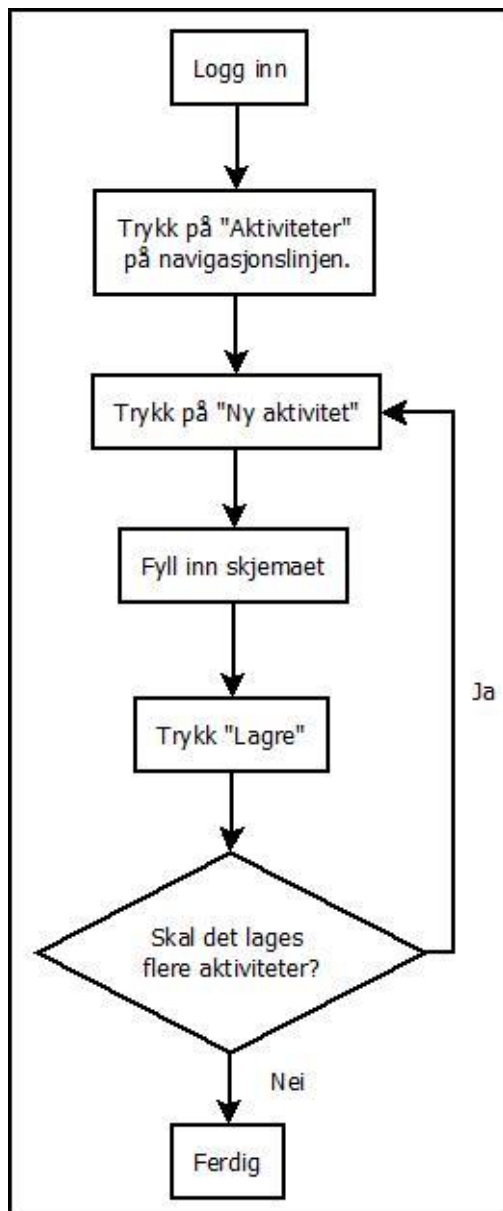 Logg inn
Trykk på "Aktiviteter"
på navigasjonslinjen.
Trykk på "Ny aktivitet"
Fyll inn skjemaet
Trykk "Lagre"
Ja
Skal det lages
flere aktiviteter?
Nei
Ferdig